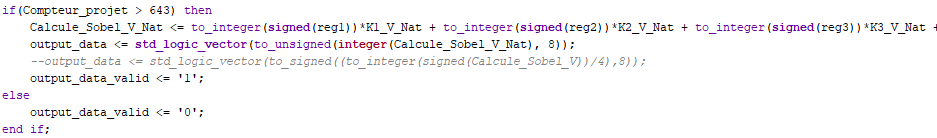 if(Compteur_projet > 643) then
Calcule_Sobel_V_Nat <= to_integer(signed(reg1))*K1_V_Nat + to_integer(signed(reg2))*K2_V_Nat + to_integer(signed(reg3))*K3_V_Nat +
output_data <= std_logic_vector(to_unsigned(integer(Calcule_Sobel_V_Nat), 8));
--output_data <= std_logic_vector(to_signed((to_integer(signed(Calcule_Sobel_V))/4),8));
output_data_valid <= '1';
else
output_data_valid <= '0';
end if;